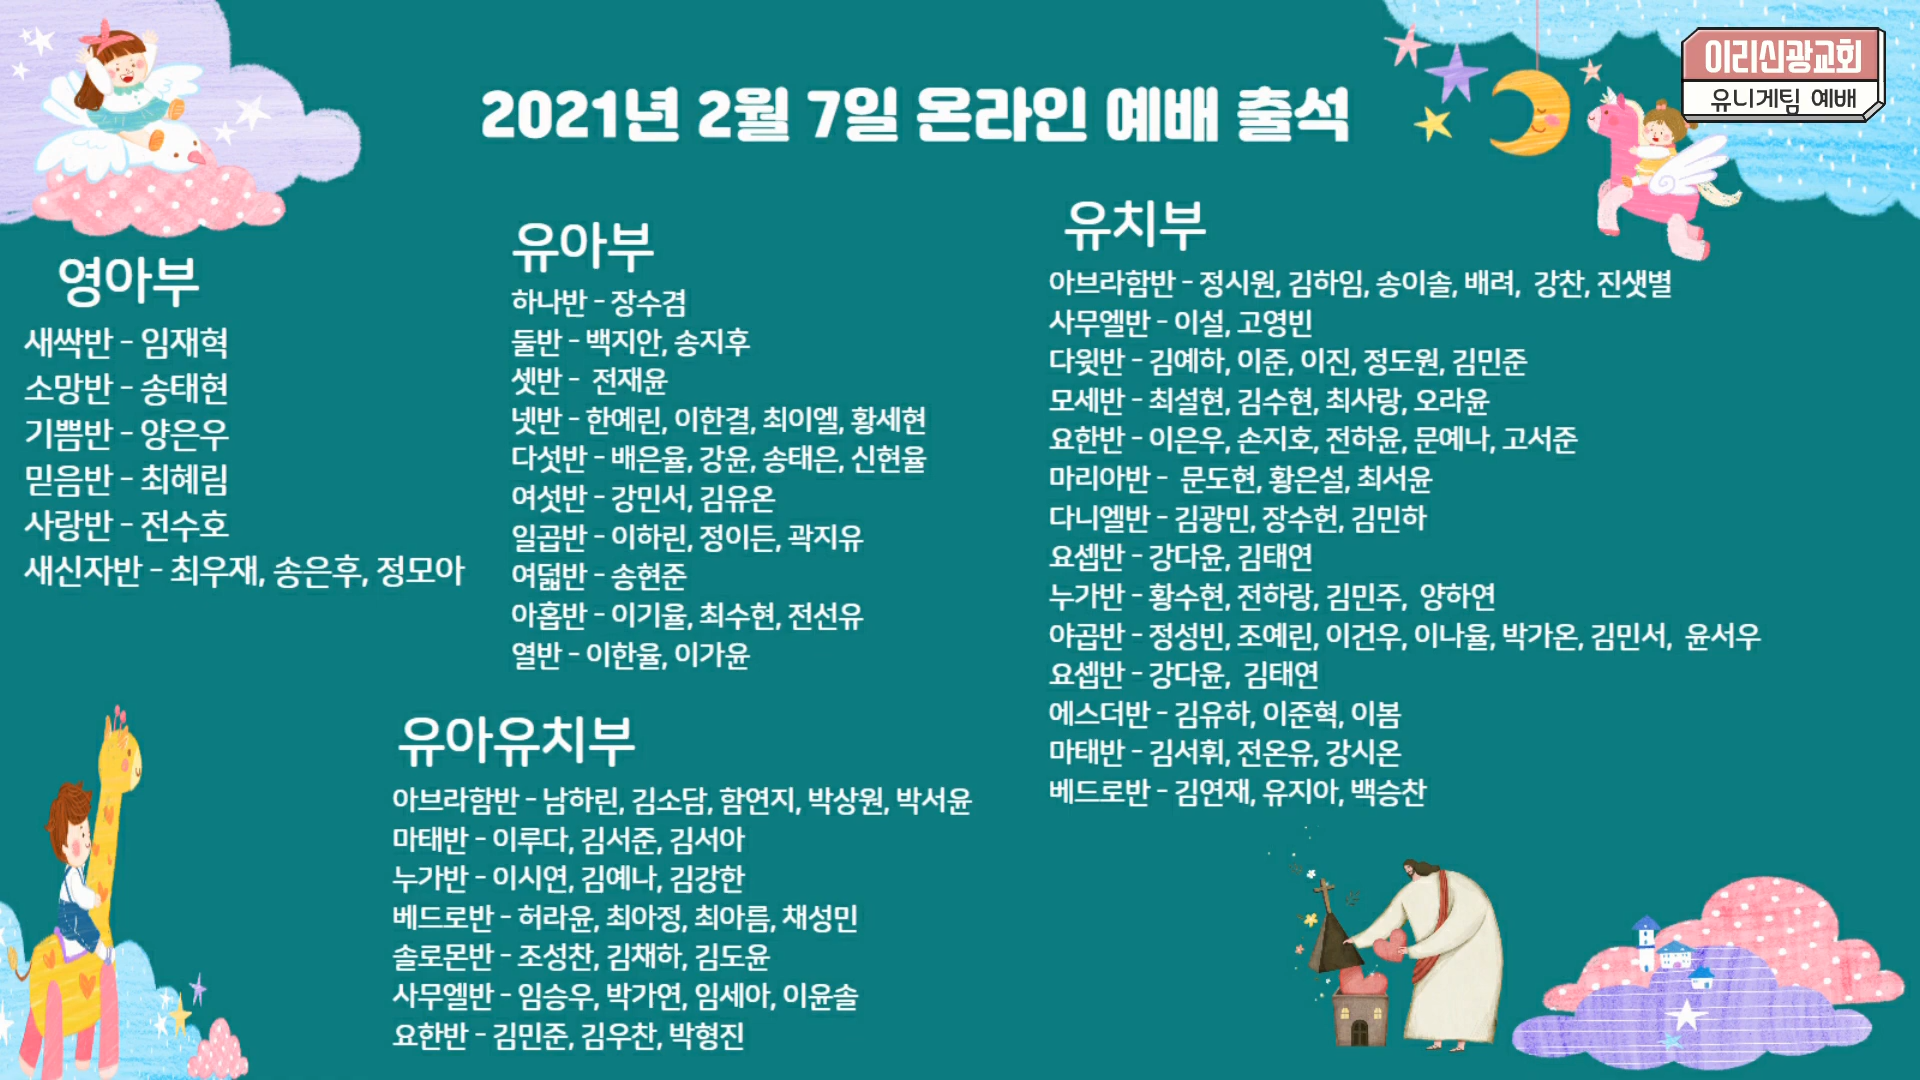 2021년 2월 7일 온라인 예배 출석
이리신광교회
유니게팀 예배
영아부
새싹반 - 임재혁
소망반 - 송태현
기쁨반 - 양은우
믿음반 - 최혜림
사랑반 - 전수호
새신자반 - 최우재, 송은후, 정모아
유아부
하나반 - 장수겸
둘반 - 백지안, 송지후
셋반 - 전재윤
넷반 - 한예린, 이한결, 최이엘, 황세현
다섯반 - 배은율, 강윤, 송태은, 신현율
여섯반 - 강민서, 김유온
일곱반 - 이하린, 정이든, 곽지유
여덟반 - 송현준
아홉반 - 이기율, 최수현, 전선유
열반 - 이한율, 이가윤
유아유치부
아브라함반 - 남하린, 김소담, 함연지, 박상원, 박서윤
마태반 - 이루다, 김서준, 김서아
누가반 - 이시연, 김예나, 김강한
베드로반 - 허라윤, 최아정, 최아름, 채성민
솔로몬반 - 조성찬, 김채하, 김도윤
사무엘반 - 임승우, 박가연, 임세아, 이윤솔
요한반 - 김민준, 김우찬, 박형진
유치부
아브라함반 - 정시원, 김하임, 송이솔, 배려, 강찬, 진샛별
사무엘반 - 이설, 고영빈
다윗반 - 김예하, 이준, 이진, 정도원, 김민준
모세반 - 최설현, 김수현, 최사랑, 오라윤
요한반 - 이은우, 손지호, 전하윤, 문예나, 고서준
마리아반 - 문도현, 황은설, 최서윤
다니엘반 - 김광민, 장수헌, 김민하
요셉반 - 강다윤, 김태연
누가반 - 황수현, 전하랑, 김민주, 양하연
야곱반 - 정성빈, 조예린, 이건우, 이나율, 박가온, 김민서, 윤서우
요셉반 - 강다윤, 김태연
에스더반 - 김유하, 이준혁, 이봄
마태반 - 김서휘, 전온유, 강시온
베드로반 - 김연재, 유지아, 백승찬